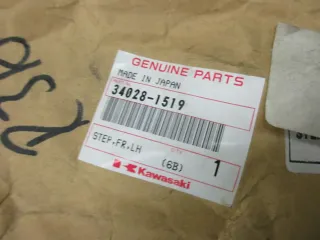 GENUINE PARTS
MADE IN JAPAN
34028-1519
STEP,FR,LH
(6B) 1
Kawasaki